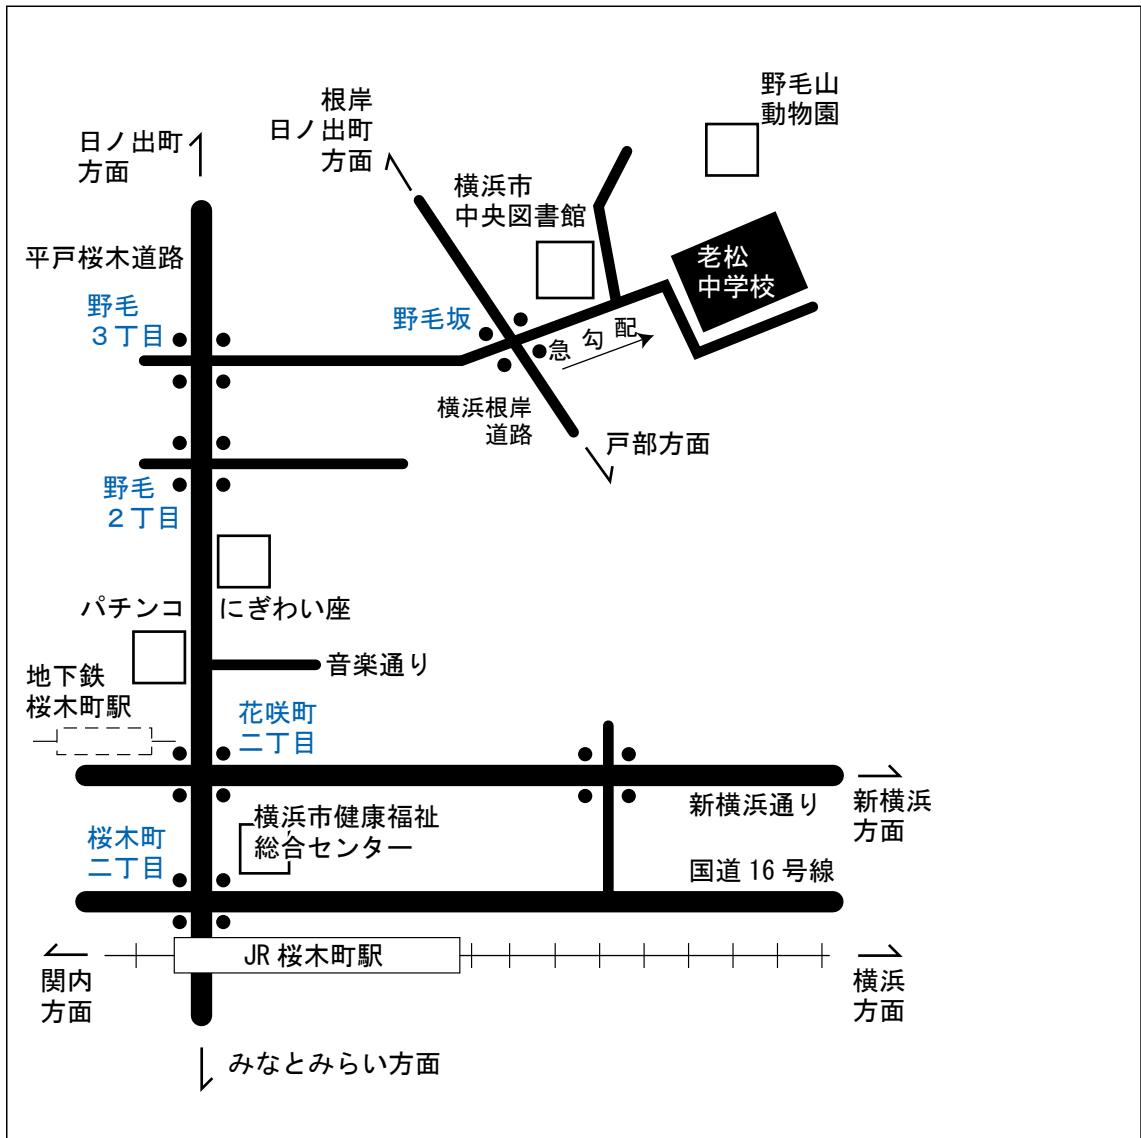 野毛山
動物園
根岸
日ノ出町
方面
日ノ出町
方面
横浜市
中央図書館
平戸桜木道路
老松
中学校
野毛
３丁目
野毛坂
急勾配
横浜根岸
道路
戸部方面
野毛
２丁目
パチンコ
にぎわい座
音楽通り
地下鉄
桜木町駅
花咲町
二丁目
新横浜通り
新横浜
方面
横浜市健康福祉
総合センター
桜木町
二丁目
国道 16 号線
JR 桜木町駅
関内
方面
横浜
方面
みなとみらい方面